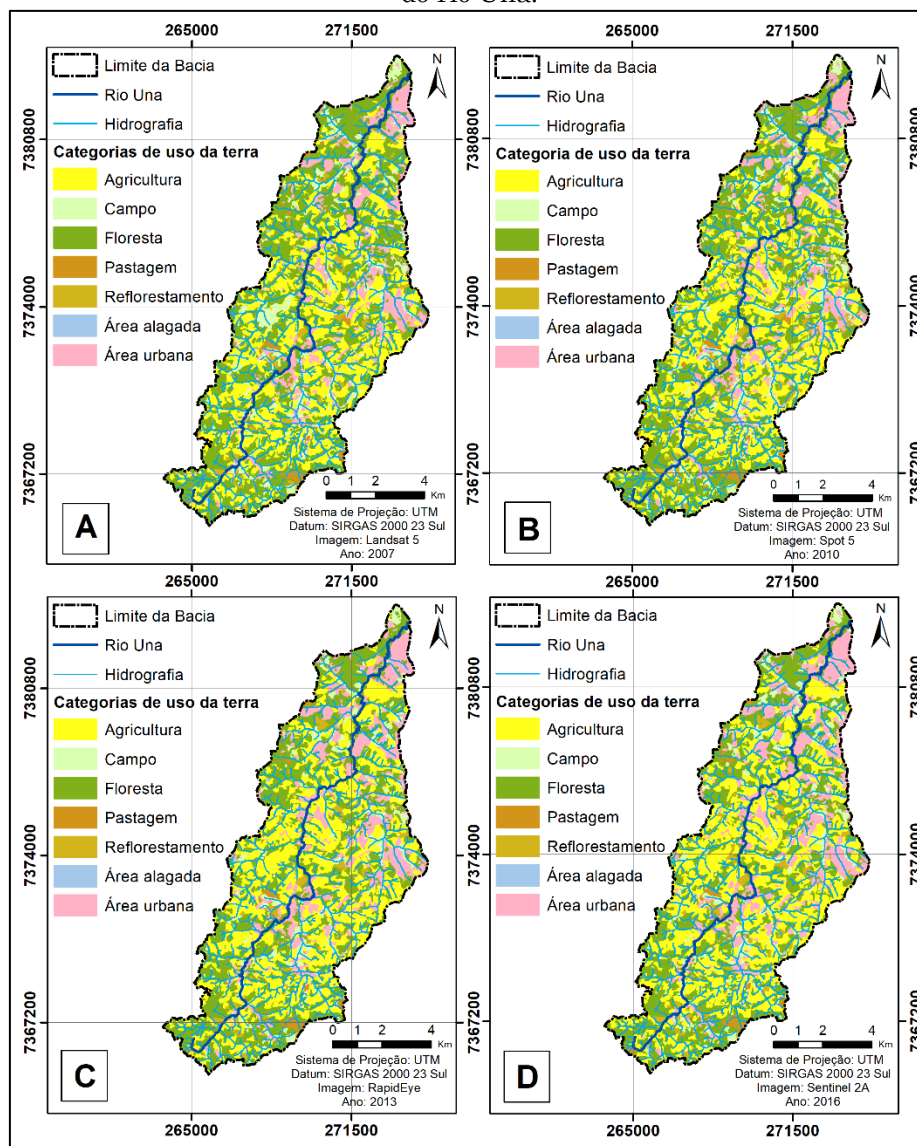 do rio Una.
265000 271515
N
Limite da Bacia
Rio Una
Hidrografia
7380800
Categorias de uso da terra
Agricultura
Campo
Floresta
Pastagem
Reflorestamento
7374000
Área alagada
Área urbana
7367200
0 1 2 4
Km
Sistema de Projeção: UTM
Datum: SIRGAS 2000 23 Sul
Imagem: Landsat 5
Ano: 2007
A
265000 271500
265000 271500
N
Limite da Bacia
Rio Una
Hidrografia
7380800
Categoria de uso da terra
Agricultura
Campo
Floresta
Pastagem
Reflorestamento
7374000
Área alagada
Área urbana
7367200
0 1 2 4
Km
Sistema de Projeção: UTM
Datum: SIRGAS 2000 23 Sul
Imagem: Spot 5
Ano: 2010
B
265000 271500
N
Limite da Bacia
Rio Una
Hidrografia
7380800
Categorias de uso da terra
Agricultura
Campo
Floresta
Pastagem
Reflorestamento
7374000
Área alagada
Área urbana
7367200
0 1 2 4
Km
Sistema de Projeção: UTM
Datum: SIRGAS 2000 23 Sul
Imagem: RapidEye
Ano: 2013
C
N
Limite da Bacia
Rio Una
Hidrografia
7380800
Categorias de uso da terra
Agricultura
Campo
Floresta
Pastagem
Reflorestamento
7374000
Área alagada
Área urbana
7367200
0 1 2 4
Km
Sistema de Projeção: UTM
Datum: SIRGAS 2000 23 Sul
Imagem: Sentinel 2A
Ano: 2016
D
265000 271500
265000 271500